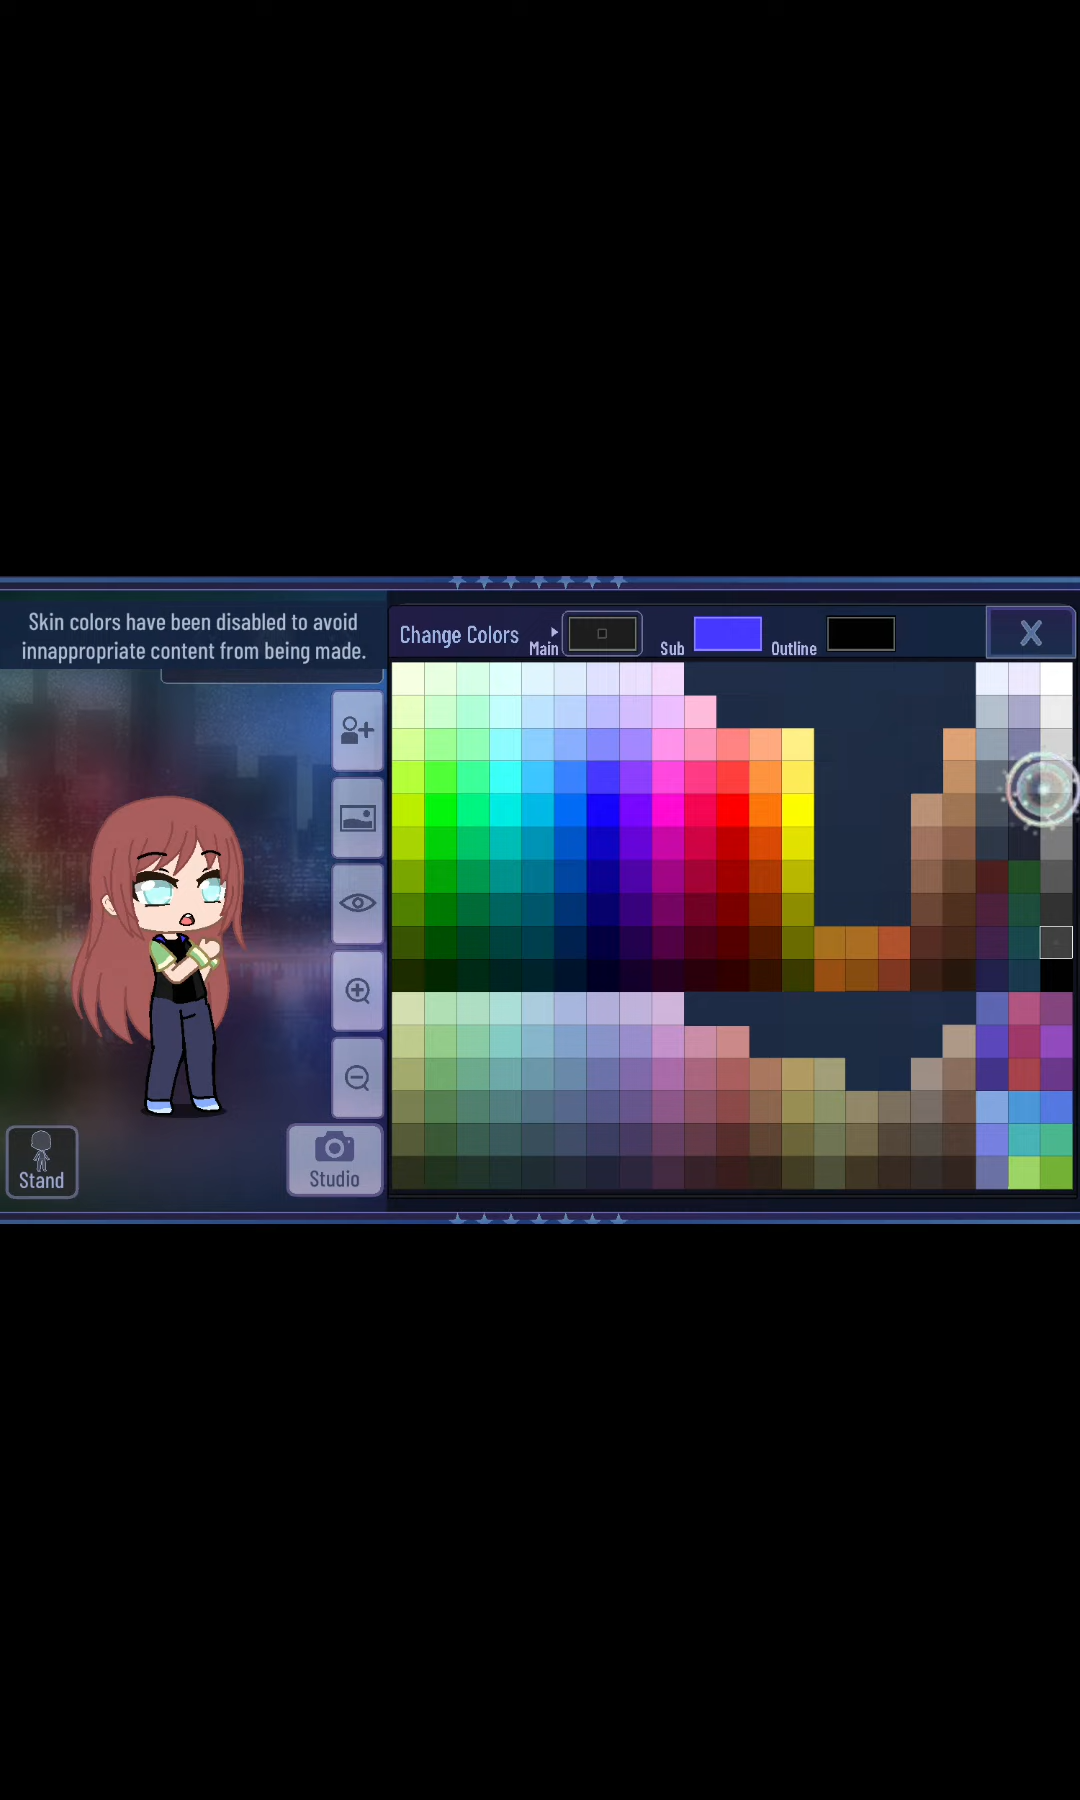 Skin colors have been disabled to avoid
innappropriate content from being made.
Change Colors
Main
Sub
Outline
X
Stand
Studio